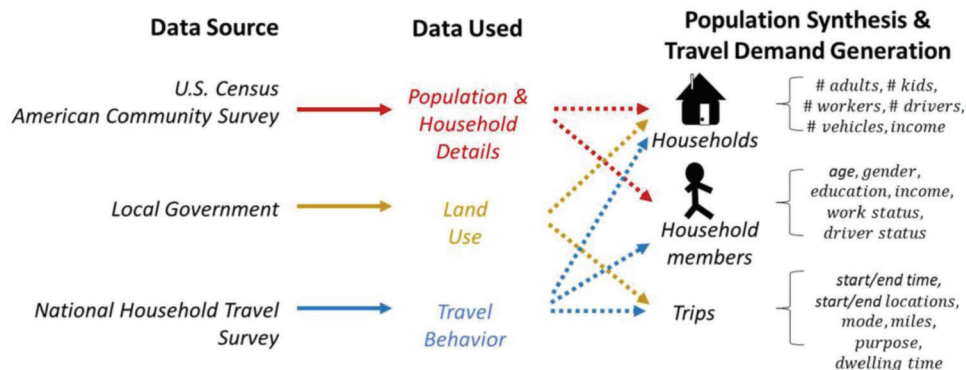 Data Source
U.S. Census
American Community Survey
Local Government
National Household Travel
Survey
Data Used
Population &
Household
Details
Land
Use
Travel
Behavior
Population Synthesis &
Travel Demand Generation
Households
# adults, # kids,
# workers, # drivers,
# vehicles, income
Household
members
age, gender,
education, income,
work status,
driver status
Trips
start/end time,
start/end locations,
mode, miles,
purpose,
dwelling time